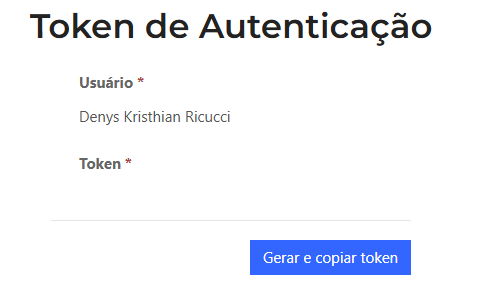 Token de Autenticação
Usuário *
Denys Kristhian Ricucci
Token *
Gerar e copiar token